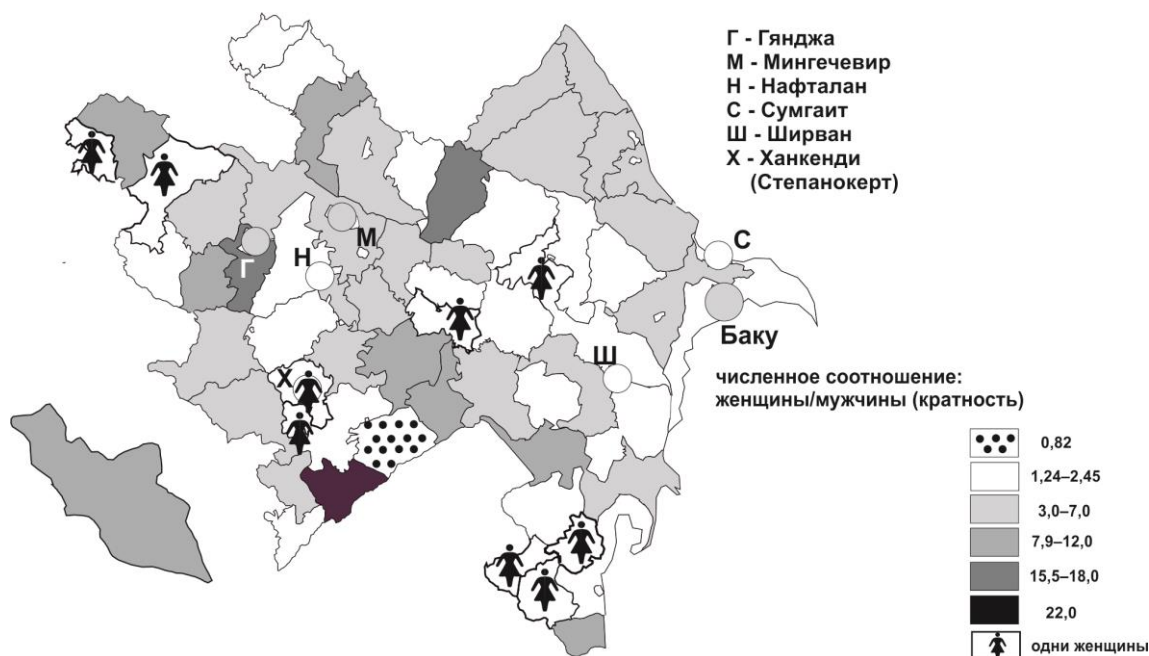 Г - Гянджа
М - Мингечевир
Н - Нафталан
С - Сумгаит
Ш - Ширван
Х - Ханкенди
(Степанокерт)
С
М
Г
Н
Баку
Ш
Х
численное соотношение:
женщины/мужчины (кратность)
0,82
1,24–2,45
3,0–7,0
7,9–12,0
15,5–18,0
22,0
одни женщины